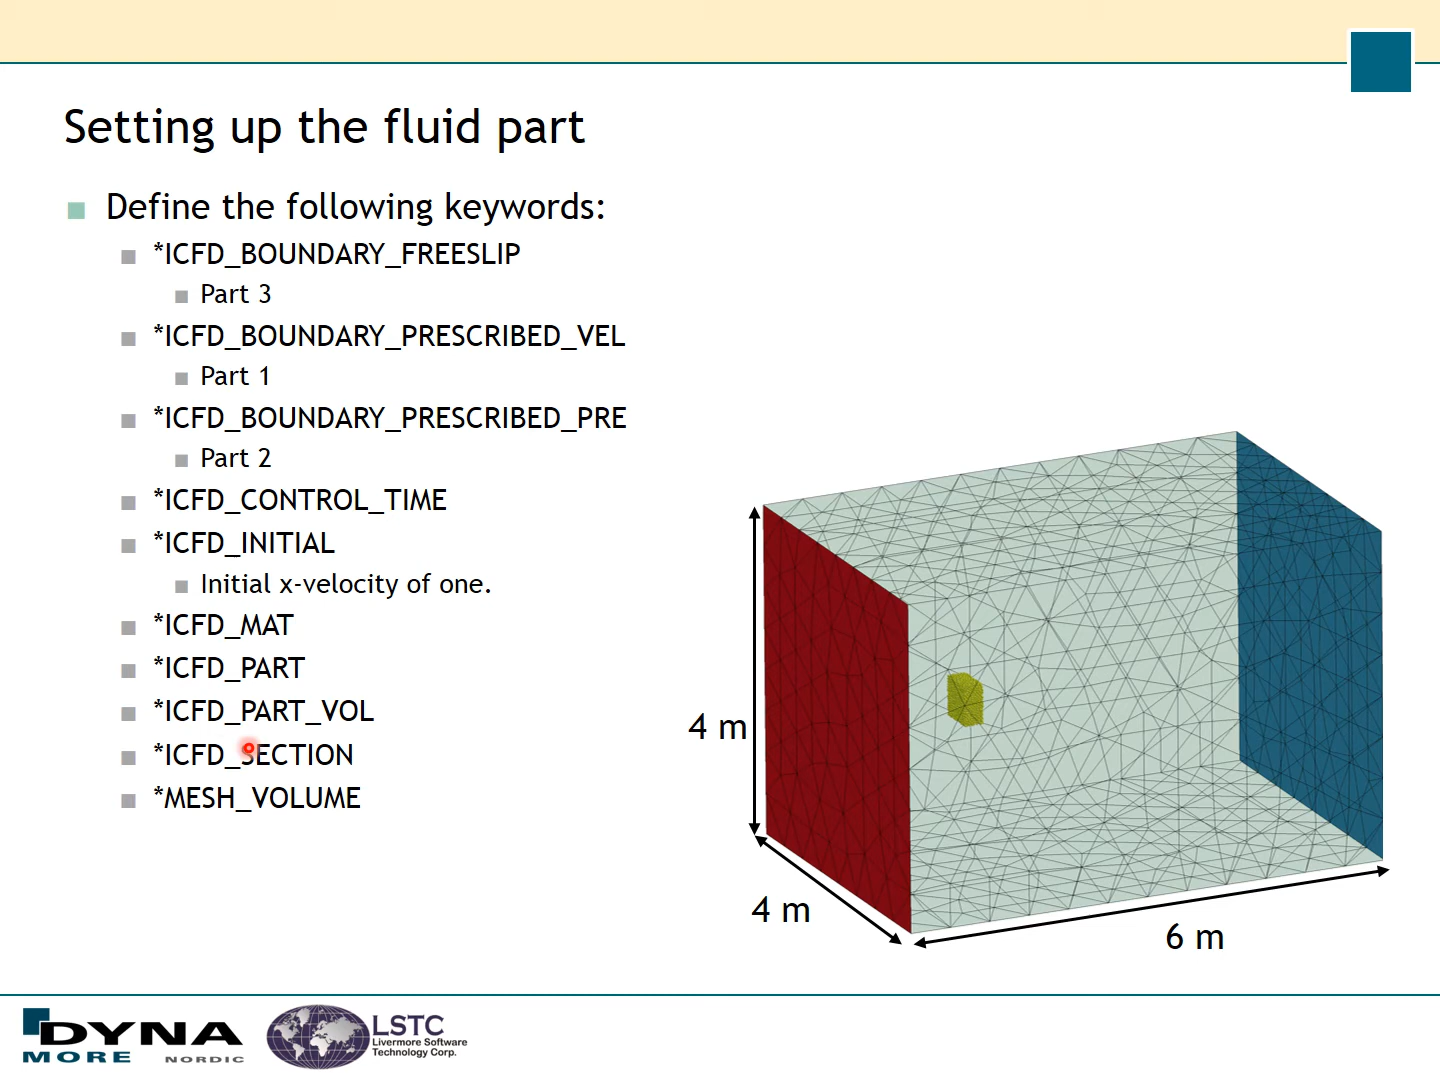 Setting up the fluid part
Define the following keywords:
*ICFD_BOUNDARY_FREESLIP
Part 3
*ICFD_BOUNDARY_PRESCRIBED_VEL
Part 1
*ICFD_BOUNDARY_PRESCRIBED_PRE
Part 2
*ICFD_CONTROL_TIME
*ICFD_INITIAL
Initial x-velocity of one.
*ICFD_MAT
*ICFD_PART
*ICFD_PART_VOL
*ICFD_SECTION
*MESH_VOLUME
4 m
4 m
6 m
DYNA
MORE NORDIC
LSTC
Livermore Software
Technology Corp.